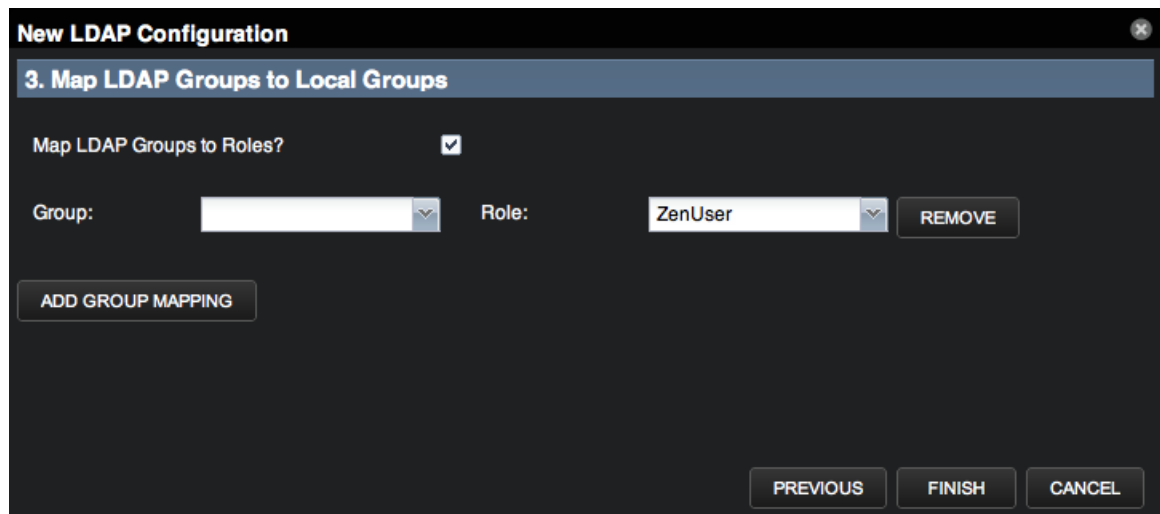 New LDAP Configuration
3. Map LDAP Groups to Local Groups
Map LDAP Groups to Roles?
Group: Role: ZenUser REMOVE
ADD GROUP MAPPING
PREVIOUS FINISH CANCEL